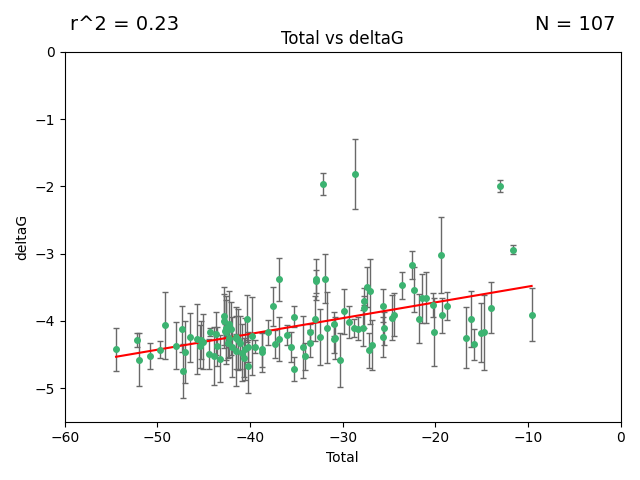 r^2 = 0.23
N = 107
Total vs deltaG
0
−1
−2
−3
−4
−5
deltaG
−60
−50
−40
−30
−20
−10
0
Total